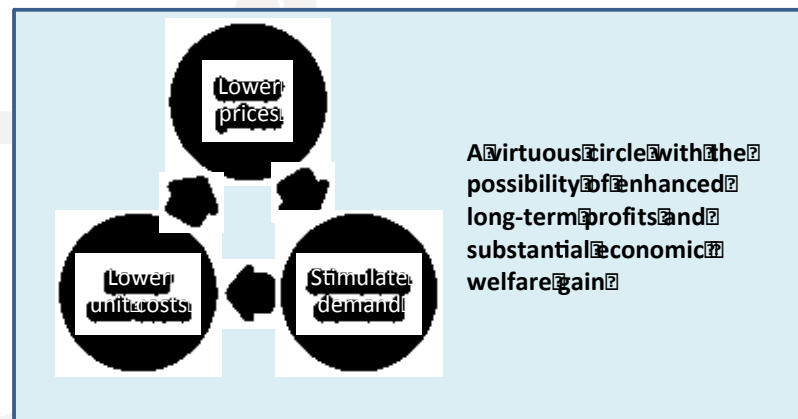 Lower
prices
Lower
unit costs
Stimulate
demand
A virtuous circle with the
possibility of enhanced
long-term profits and
substantial economic
welfare gain